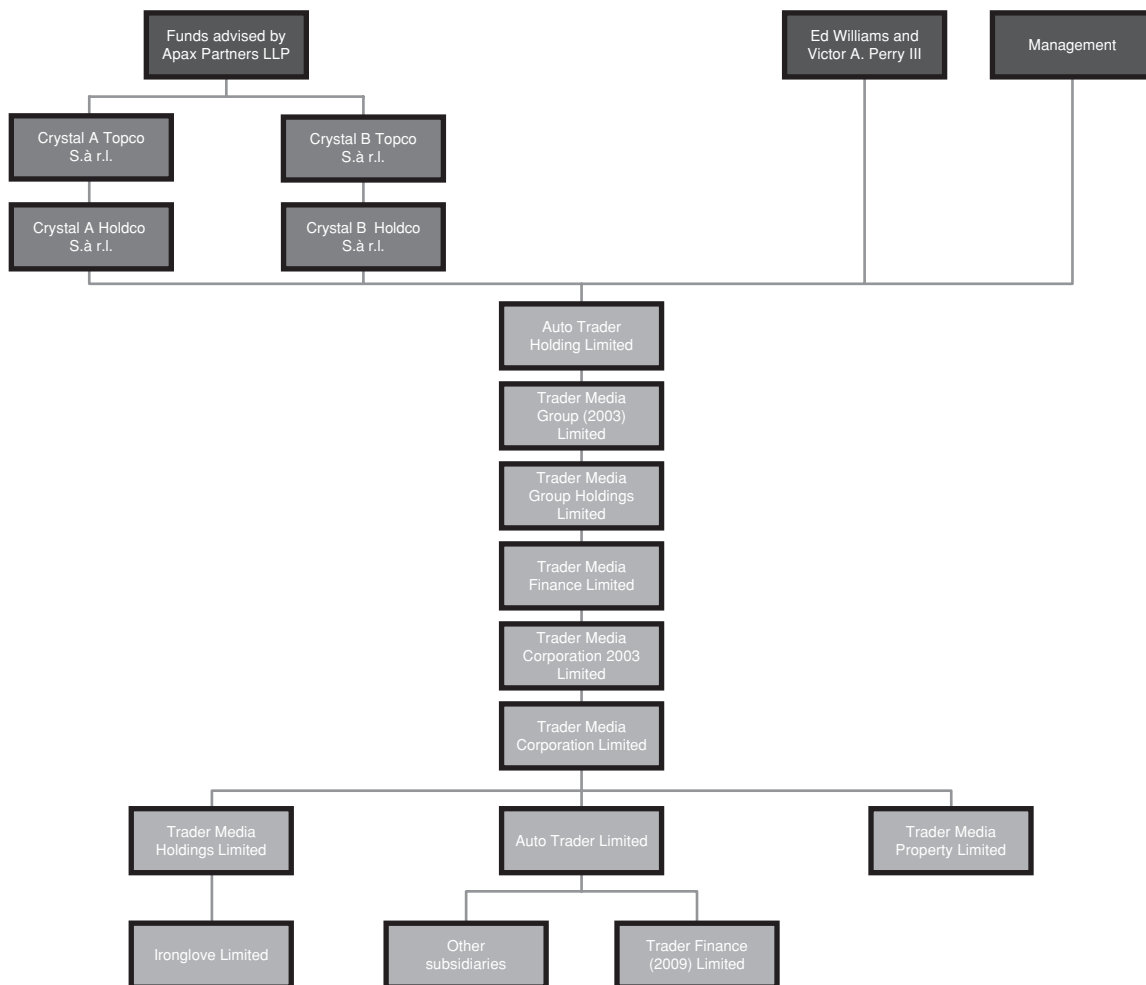 Funds advised by
Apax Partners LLP
Ed Williams and
Victor A. Perry III
Management
Crystal A Topco
S.à r.l.
Crystal B Topco
S.à r.l.
Crystal A Holdco
S.à r.l.
Crystal B Holdco
S.à r.l.
Auto Trader
Holding Limited
Trader Media
Group (2003)
Limited
Trader Media
Group Holdings
Limited
Trader Media
Finance Limited
Trader Media
Corporation 2003
Limited
Trader Media
Corporation Limited
Trader Media
Holdings Limited
Auto Trader Limited
Trader Media
Property Limited
Ironglove Limited
Other
subsidiaries
Trader Finance
(2009) Limited